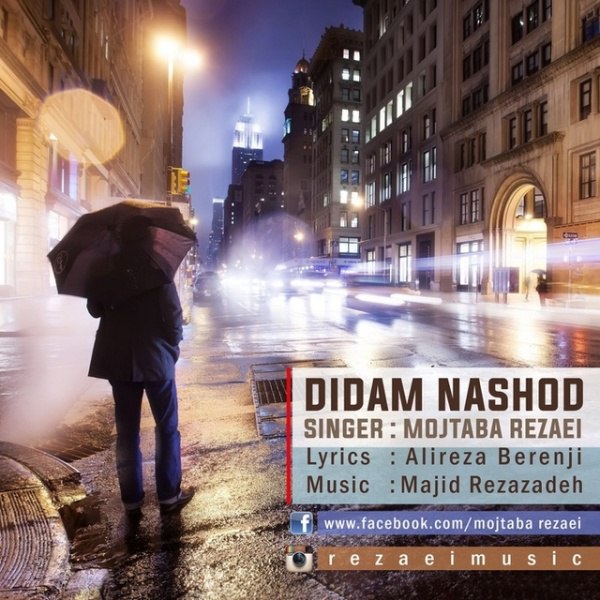 DIDAM NASHOD
SINGER : MOJTABA REZAEI
Lyrics : Alireza Berenji
Music : Majid Rezazadeh
f www.facebook.com/mojtaba rezaei
rezaeimusic